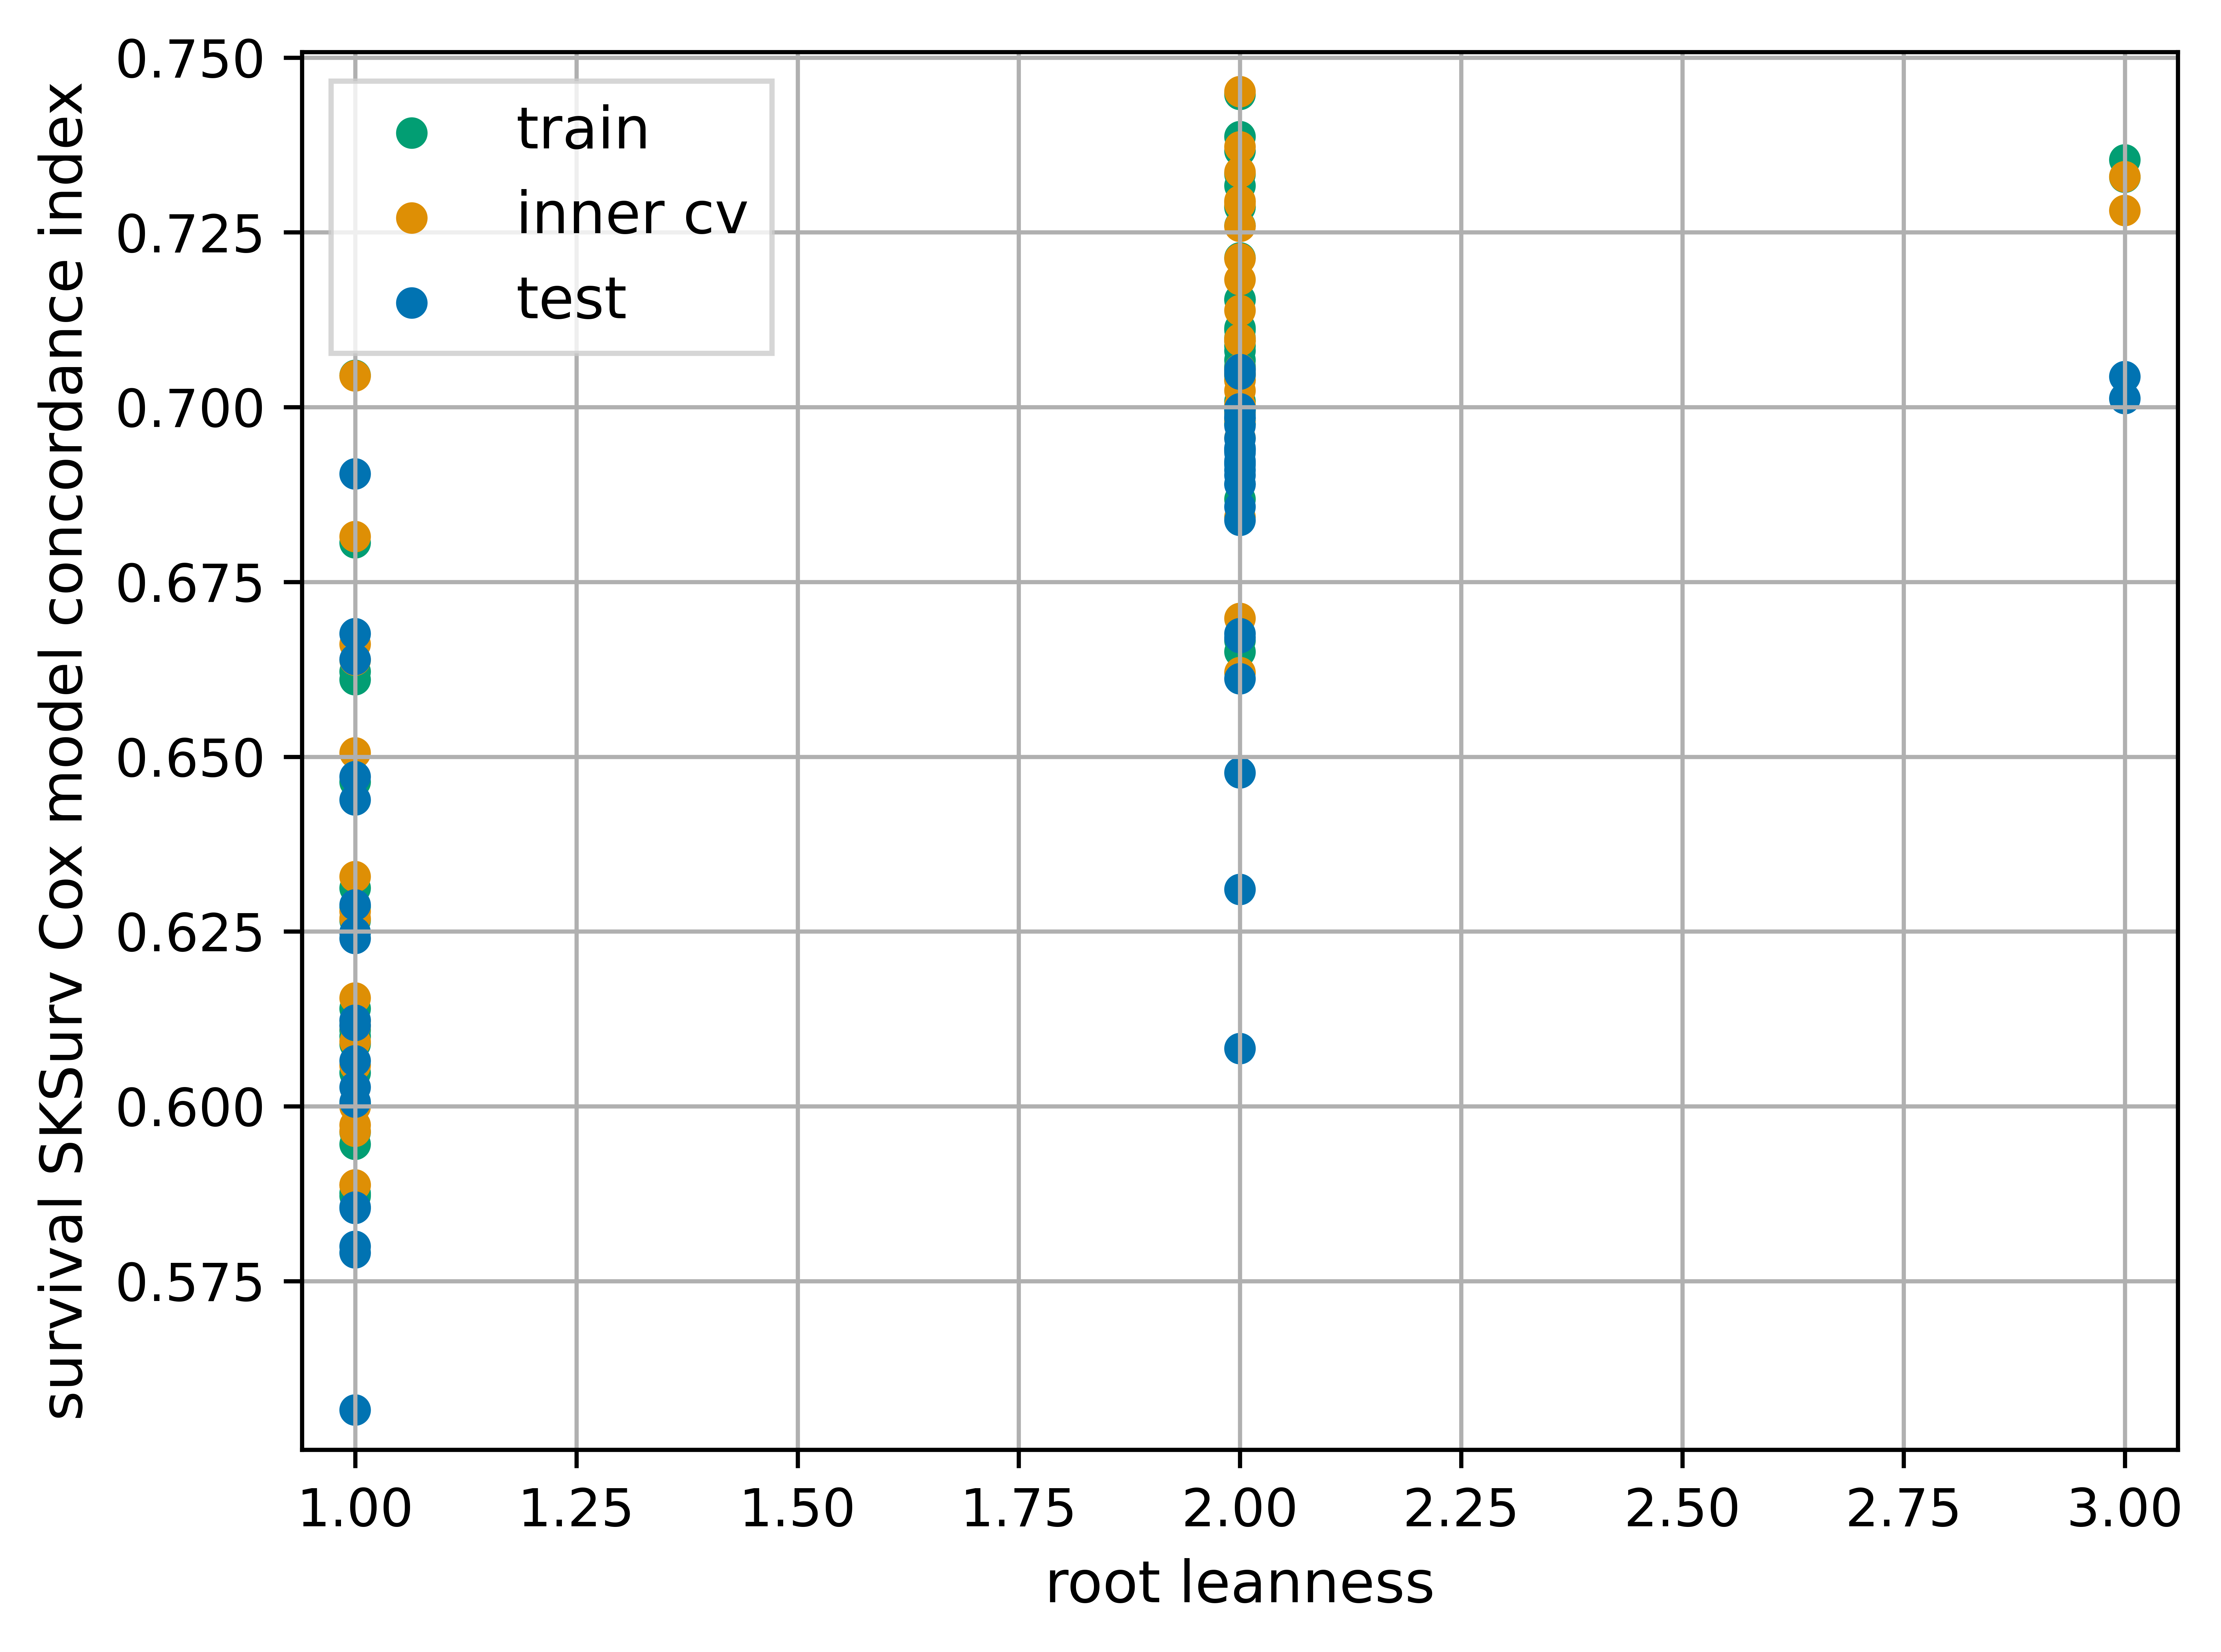 survival SKSurv Cox model concordance index
0.750
0.725
0.700
0.675
0.650
0.625
0.600
0.575
train
inner cv
test
1.00 1.25 1.50 1.75 2.00 2.25 2.50 2.75 3.00
root leanness